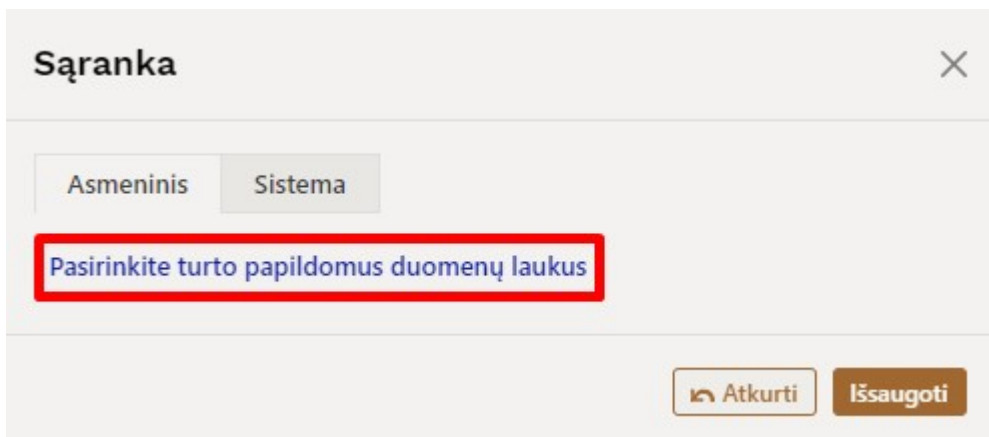 Sąranka
Asmeninis Sistema
Pasirinkite turto papildomus duomenų laukus
Atkurti Išsaugoti